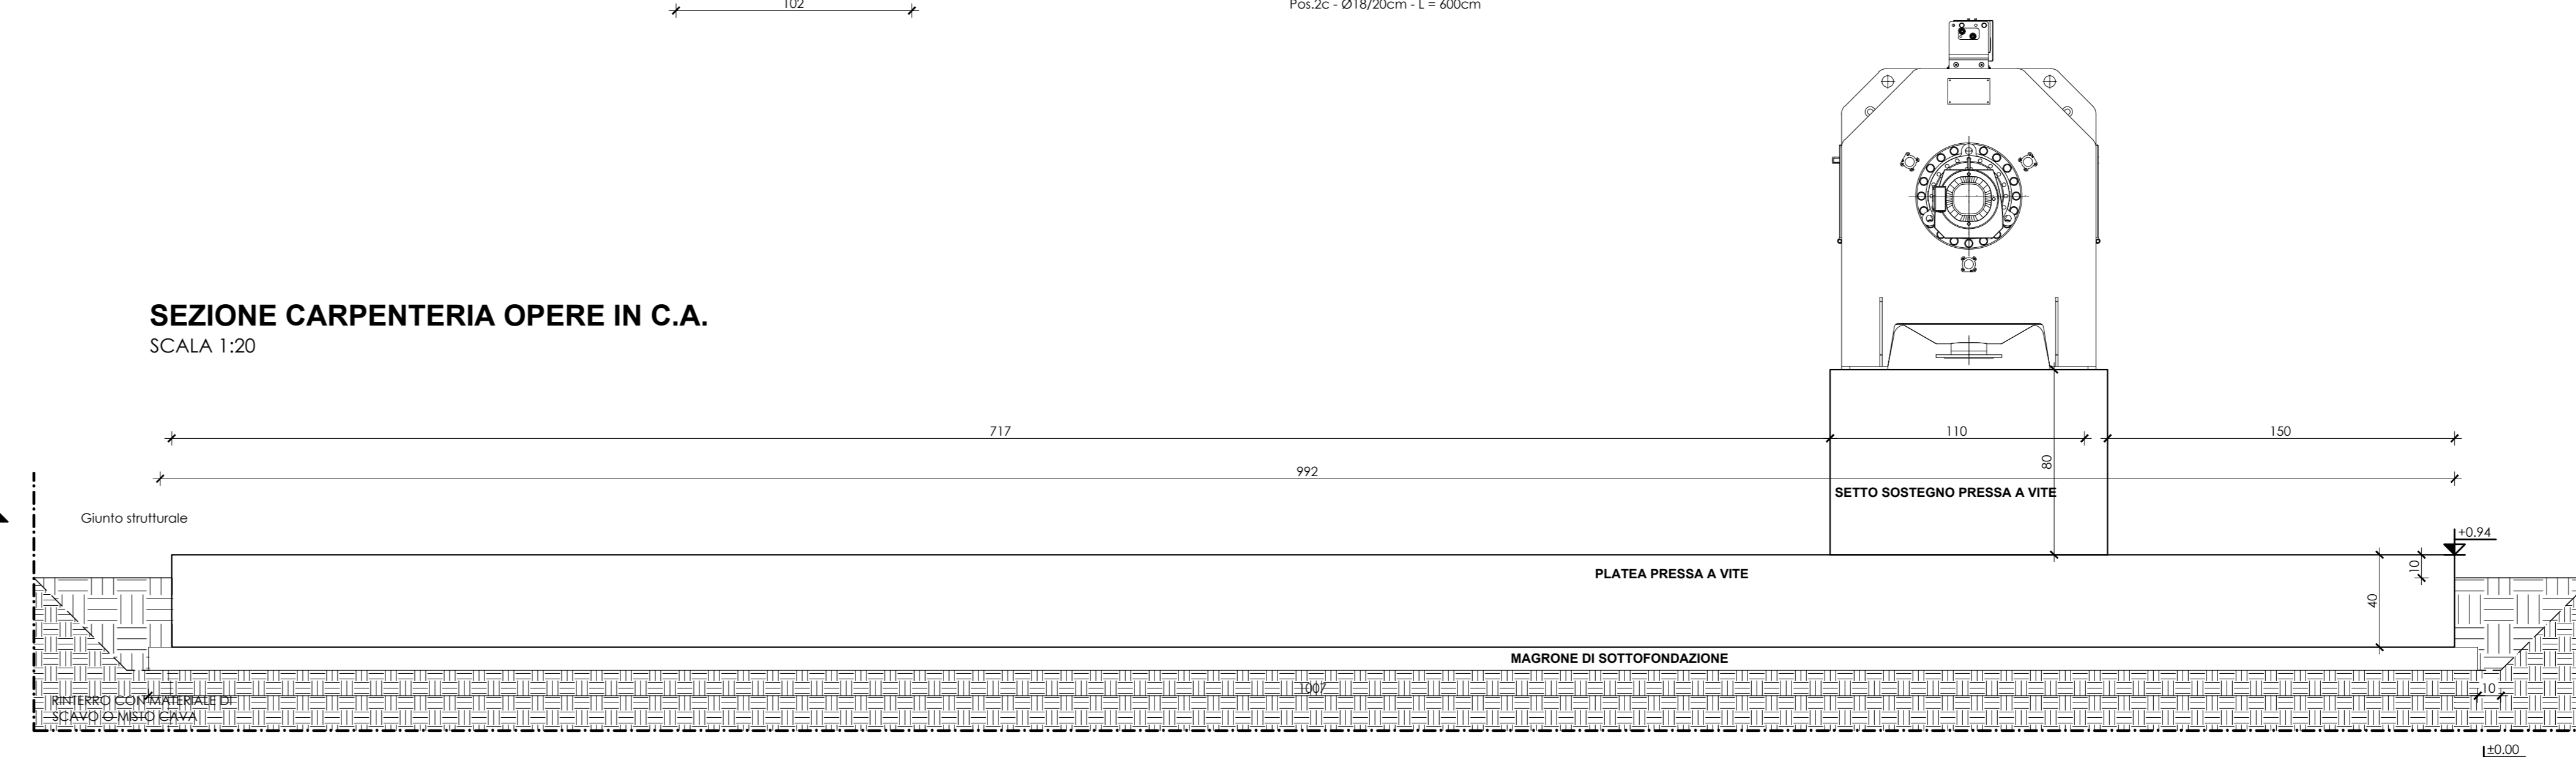 102
Pos.2c - Ø18/20cm - L = 600cm
SEZIONE CARPENTERIA OPERE IN C.A.
SCALA 1:20
717
110
150
992
80
SETTO SOSTEGNO PRESSA A VITE
Giunto strutturale
+0.94
PLATEA PRESSA A VITE
10
40
MAGRONE DI SOTTOFONDAZIONE
1007
10
RINTERRO CON MATERIALE DI
SCAVO O MISTO CAVA
±0.00